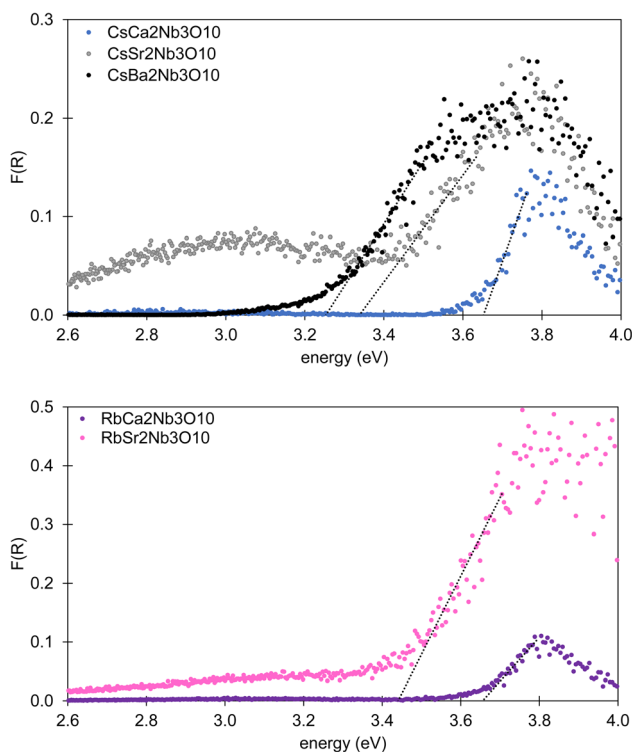 CsCa2Nb3O10
CsSr2Nb3O10
CsBa2Nb3O10
F(R)
0.3
0.2
0.1
0.0
2.6 2.8 3.0 3.2 3.4 3.6 3.8 4.0
energy (eV)
RbCa2Nb3O10
RbSr2Nb3O10
F(R)
0.5
0.4
0.3
0.2
0.1
0.0
2.6 2.8 3.0 3.2 3.4 3.6 3.8 4.0
energy (eV)